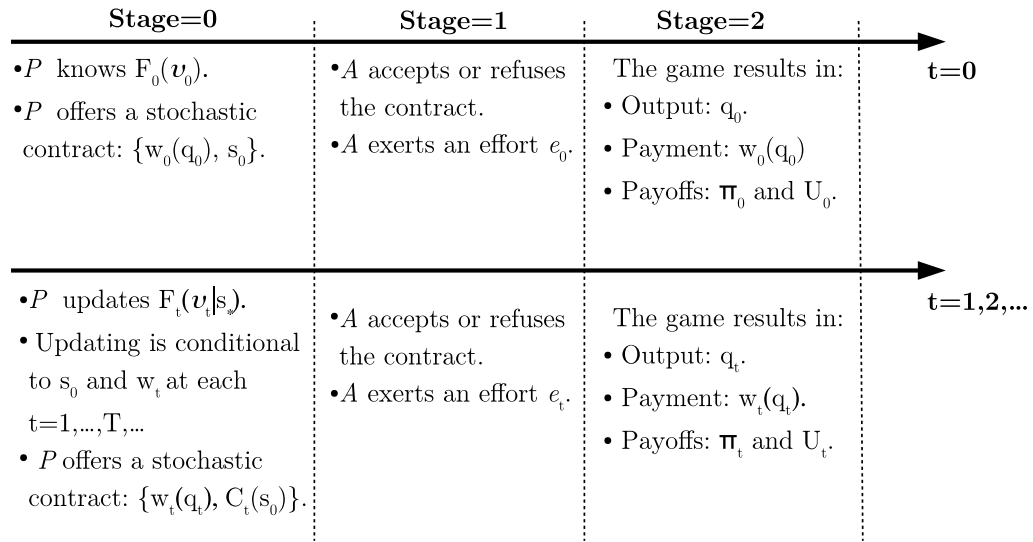 Stage=0
Stage=1
Stage=2
•P knows F₀(υ₀).
•P offers a stochastic
contract: {w₀(q₀), s₀}.
•A accepts or refuses
the contract.
•A exerts an effort e₀.
The game results in:
• Output: q₀.
• Payment: w₀(q₀)
• Payoffs: π₀ and U₀.
t=0
•P updates Fₜ(υₜ|s*).
• Updating is conditional
to s₀ and wₜ at each
t=1,...,T,...
• P offers a stochastic
contract: {wₜ(qₜ), Cₜ(s₀)}.
•A accepts or refuses
the contract.
•A exerts an effort eₜ.
The game results in:
• Output: qₜ.
• Payment: wₜ(qₜ).
• Payoffs: πₜ and Uₜ.
t=1,2,...